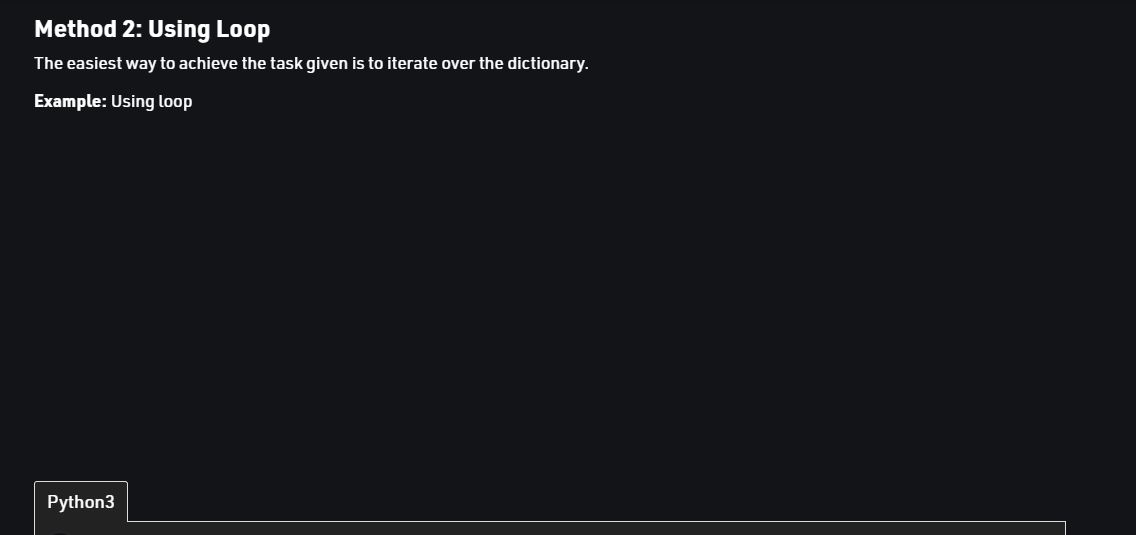 Method 2: Using Loop
The easiest way to achieve the task given is to iterate over the dictionary.
Example: Using loop
Python3